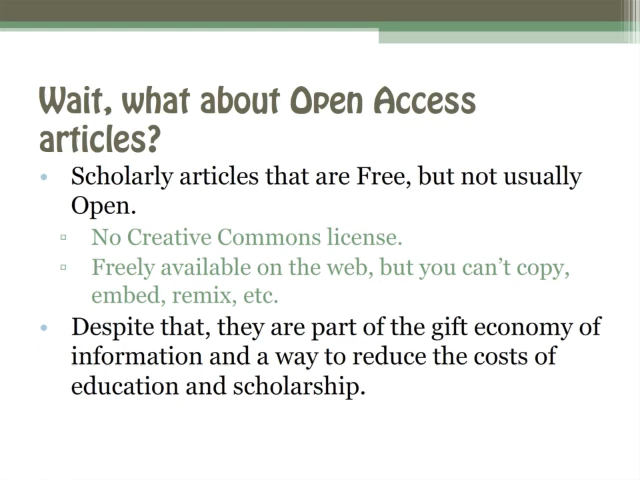 Wait, what about Open Access
articles?
• Scholarly articles that are Free, but not usually
Open.
▫ No Creative Commons license.
▫ Freely available on the web, but you can’t copy,
embed, remix, etc.
• Despite that, they are part of the gift economy of
information and a way to reduce the costs of
education and scholarship.